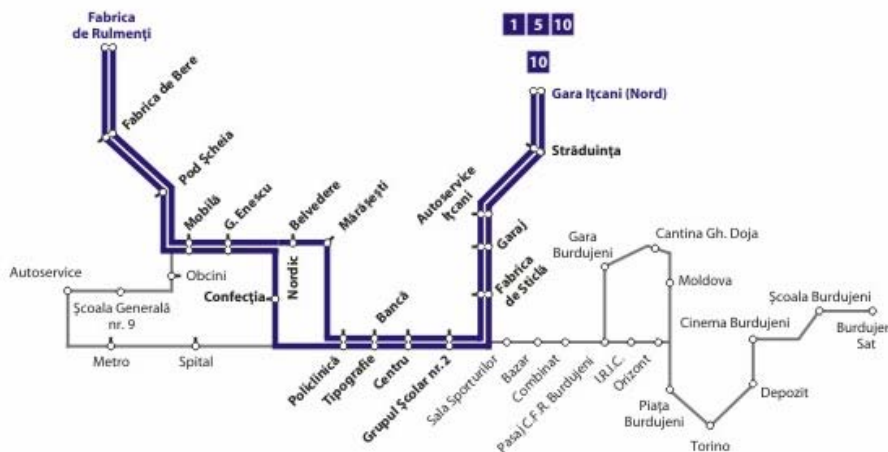 Fabrica
de Rulmenți
1 5 10
10
Gara Ițcani (Nord)
Fabrica de Bere
Străduința
Pod Șcheia
Autoservice
Ițcani
Mobilă
G. Enescu
Belvedere
Mărășești
Garaj
Cantina Gh. Doja
Gara
Burdujeni
Autoservice
Obcini
Nordic
Fabrica
de Sticlă
Moldova
Școala Generală
nr. 9
Confecția
Bancă
Școala Burdujeni
Cinema Burdujeni
Burdujeni
Sat
Metro
Spital
Policlinică
Tipografie
Centru
Grupul Școlar nr. 2
Sala Sporturilor
Bazar
Combinat
Pasaj C.F.R. Burdujeni
I.R.I.C.
Orizont
Piața
Burdujeni
Depozit
Torino